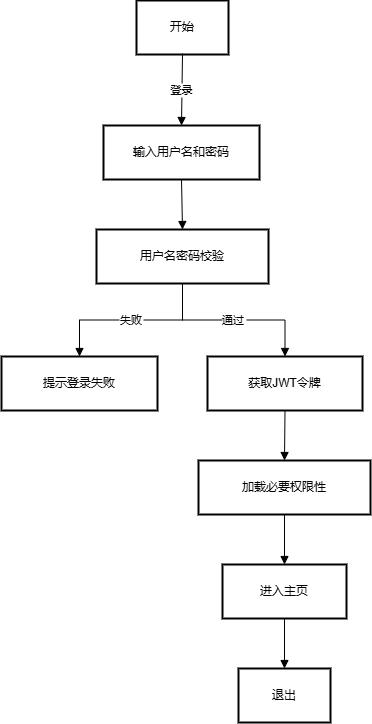 开始
登录
输入用户名和密码
用户名密码校验
失败
通过
提示登录失败
获取JWT令牌
加载必要权限性
进入主页
退出